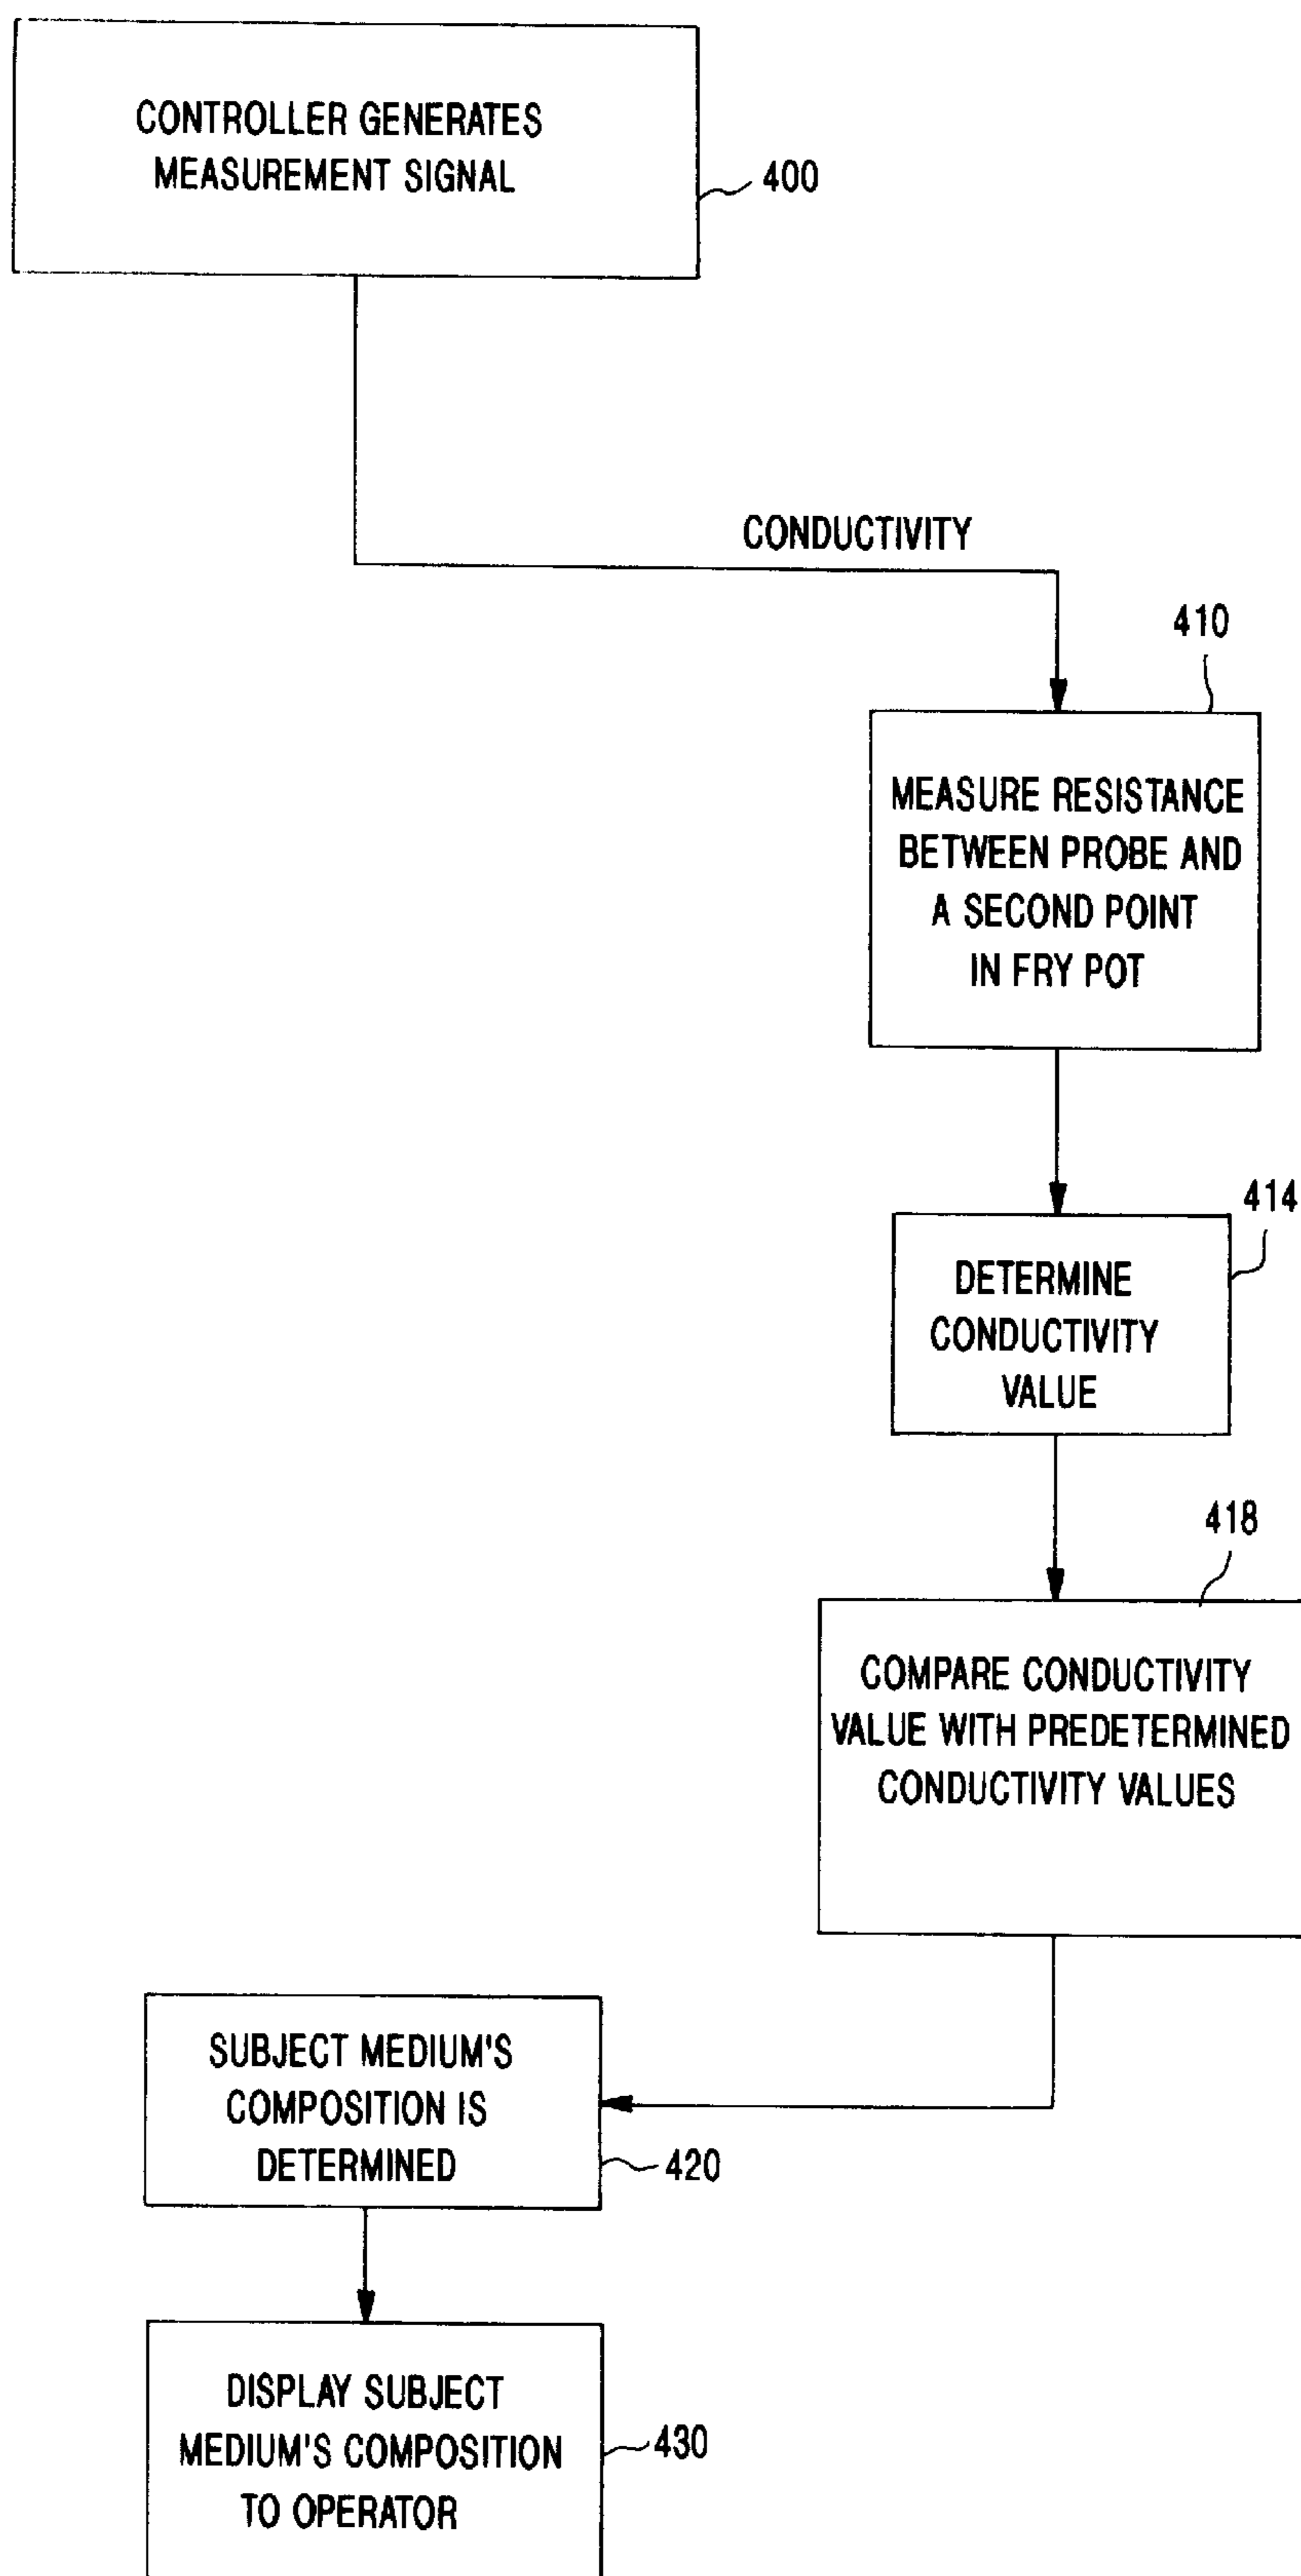 CONTROLLER GENERATES
MEASUREMENT SIGNAL
400
CONDUCTIVITY
410
MEASURE RESISTANCE
BETWEEN PROBE AND
A SECOND POINT
IN FRY POT
414
DETERMINE
CONDUCTIVITY
VALUE
418
COMPARE CONDUCTIVITY
VALUE WITH PREDETERMINED
CONDUCTIVITY VALUES
SUBJECT MEDIUM'S
COMPOSITION IS
DETERMINED
420
DISPLAY SUBJECT
MEDIUM'S COMPOSITION
TO OPERATOR
430